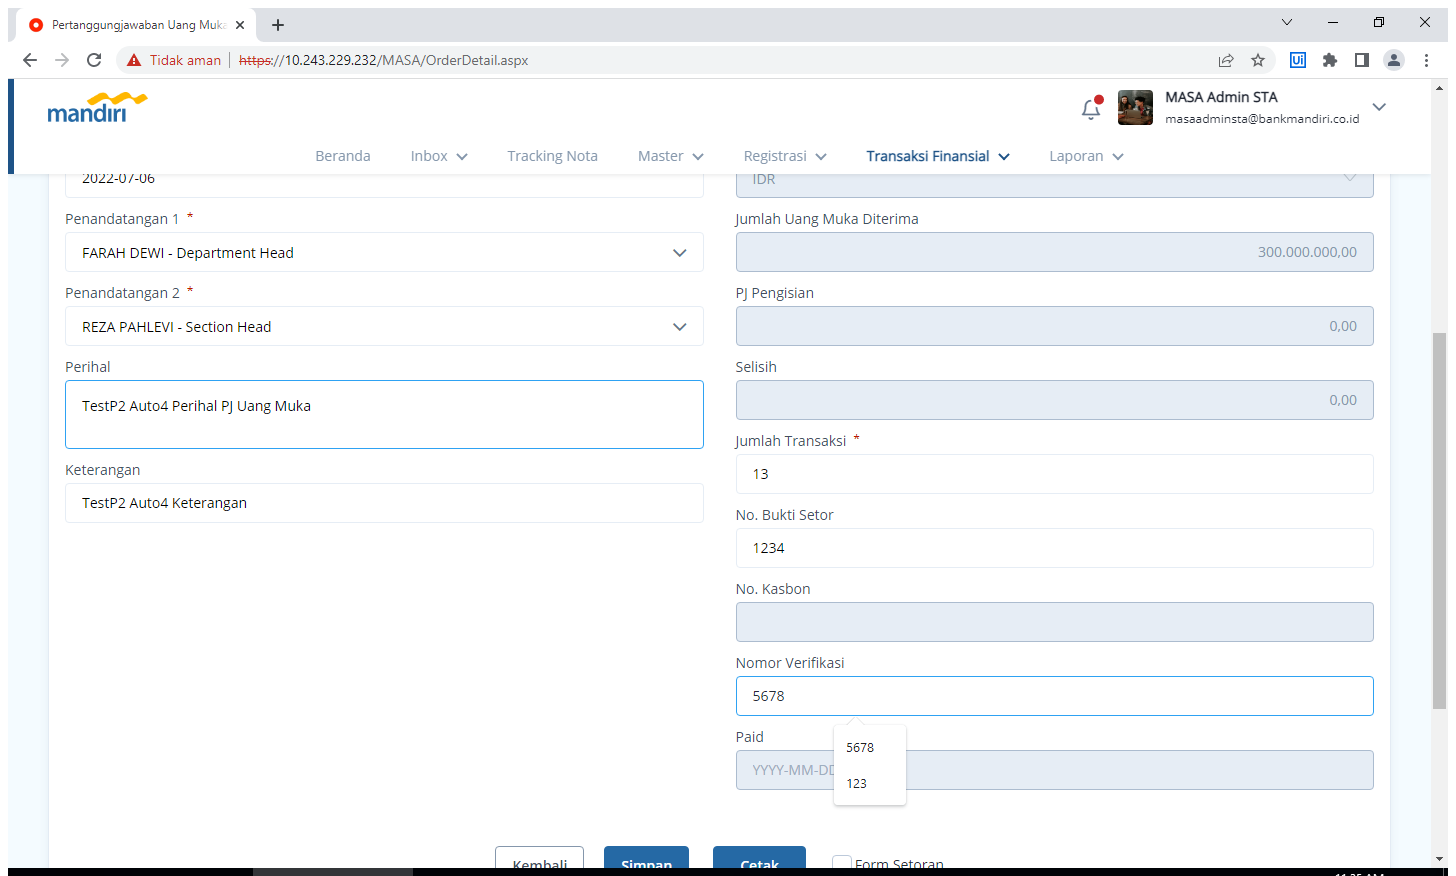 Pertanggungjawaban Uang Muka
Tidak aman
https://10.243.229.232/MASA/OrderDetail.aspx
Ui
mandiri
MASA Admin STA
masaadminsta@bankmandiri.co.id
Beranda Inbox Tracking Nota Master Registrasi Transaksi Finansial Laporan
2022-07-06
Penandatangan 1 *
FARAH DEWI - Department Head
Penandatangan 2 *
REZA PAHLEVI - Section Head
Perihal
TestP2 Auto4 Perihal PJ Uang Muka
Keterangan
TestP2 Auto4 Keterangan
IDR
Jumlah Uang Muka Diterima
300.000.000,00
PJ Pengisian
0,00
Selisih
0,00
Jumlah Transaksi *
13
No. Bukti Setor
1234
No. Kasbon
Nomor Verifikasi
5678
5678
123
Paid
YYYY-MM-DD
Kembali Simpan Cetak Form Setoran